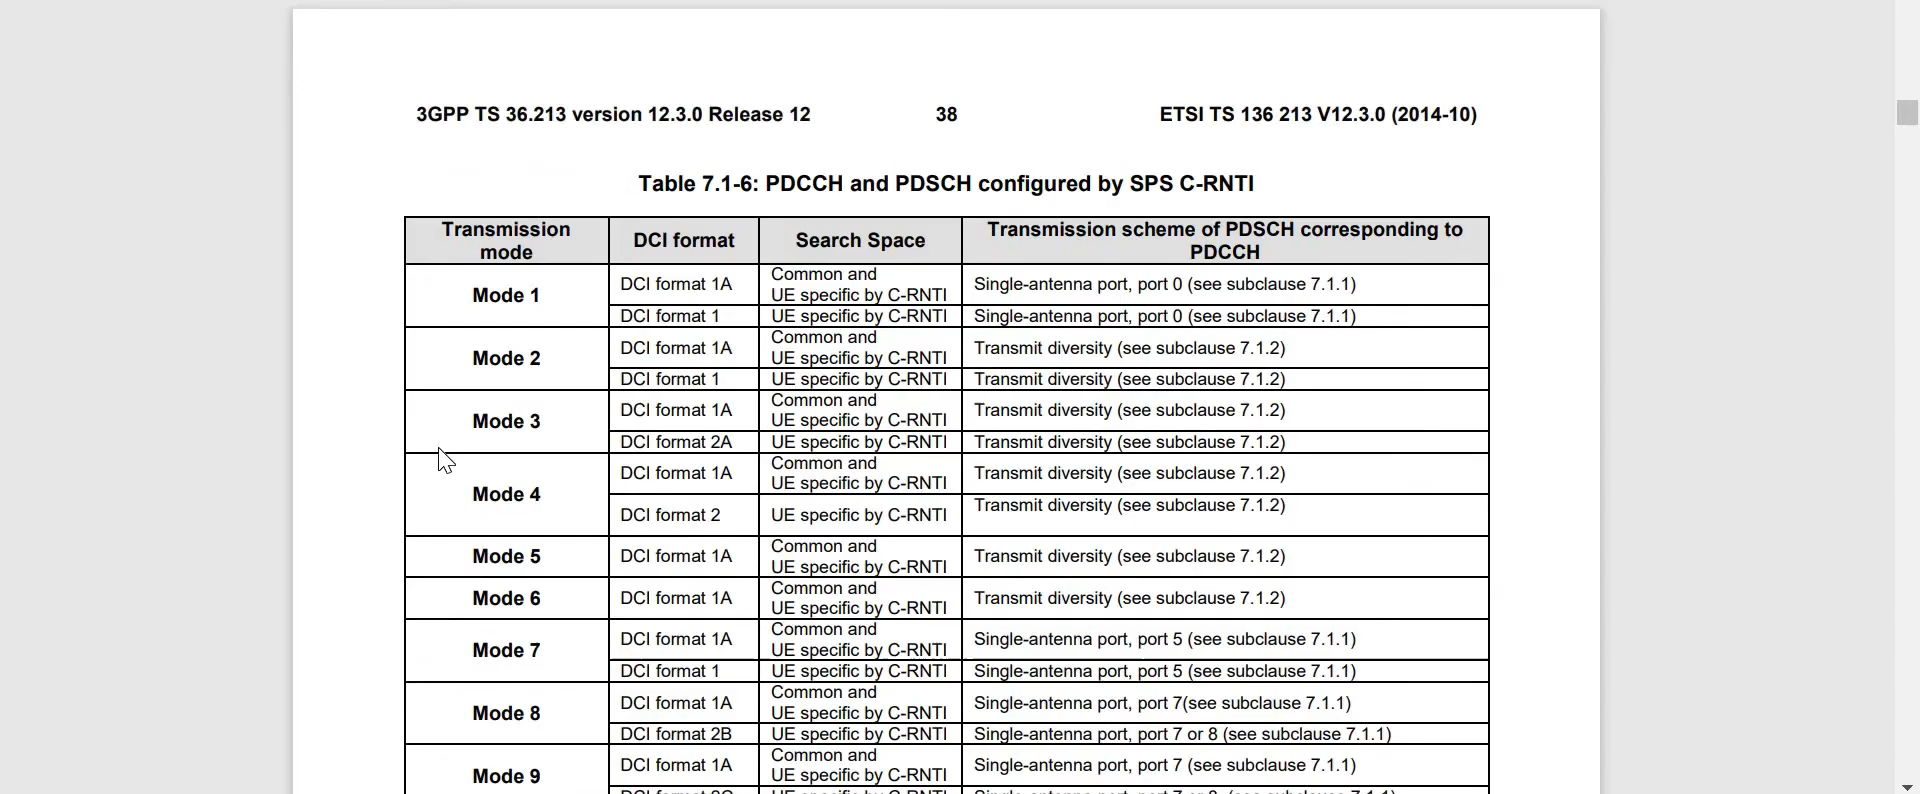 3GPP TS 36.213 version 12.3.0 Release 12 38 ETSI TS 136 213 V12.3.0 (2014-10)
Table 7.1-6: PDCCH and PDSCH configured by SPS C-RNTI
Transmission mode DCI format Search Space Transmission scheme of PDSCH corresponding to PDCCH
Mode 1 DCI format 1A Common and UE specific by C-RNTI Single-antenna port, port 0 (see subclause 7.1.1)
DCI format 1 UE specific by C-RNTI Single-antenna port, port 0 (see subclause 7.1.1)
Mode 2 DCI format 1A Common and UE specific by C-RNTI Transmit diversity (see subclause 7.1.2)
DCI format 1 UE specific by C-RNTI Transmit diversity (see subclause 7.1.2)
Mode 3 DCI format 1A Common and UE specific by C-RNTI Transmit diversity (see subclause 7.1.2)
DCI format 2A UE specific by C-RNTI Transmit diversity (see subclause 7.1.2)
Mode 4 DCI format 1A Common and UE specific by C-RNTI Transmit diversity (see subclause 7.1.2)
DCI format 2 UE specific by C-RNTI Transmit diversity (see subclause 7.1.2)
Mode 5 DCI format 1A Common and UE specific by C-RNTI Transmit diversity (see subclause 7.1.2)
Mode 6 DCI format 1A Common and UE specific by C-RNTI Transmit diversity (see subclause 7.1.2)
Mode 7 DCI format 1A Common and UE specific by C-RNTI Single-antenna port, port 5 (see subclause 7.1.1)
DCI format 1 UE specific by C-RNTI Single-antenna port, port 5 (see subclause 7.1.1)
Mode 8 DCI format 1A Common and UE specific by C-RNTI Single-antenna port, port 7(see subclause 7.1.1)
DCI format 2B UE specific by C-RNTI Single-antenna port, port 7 or 8 (see subclause 7.1.1)
Mode 9 DCI format 1A Common and UE specific by C-RNTI Single-antenna port, port 7 (see subclause 7.1.1)